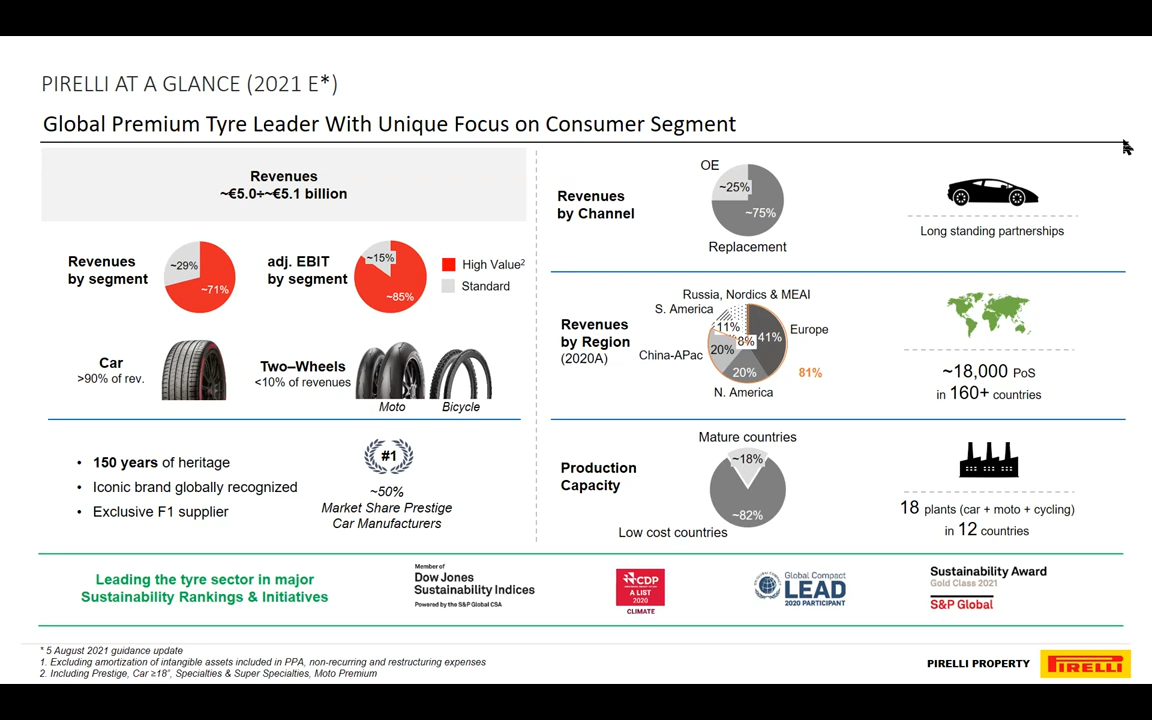 PIRELLI AT A GLANCE (2021 E*)
Global Premium Tyre Leader With Unique Focus on Consumer Segment
Revenues
~€5.0÷~€5.1 billion
Revenues
by segment
~29%
~71%
adj. EBIT
by segment
~15%
~85%
High Value2
Standard
Car
>90% of rev.
Two–Wheels
<10% of revenues
Moto
Bicycle
• 150 years of heritage
• Iconic brand globally recognized
• Exclusive F1 supplier
#1
~50%
Market Share Prestige
Car Manufacturers
Revenues
by Channel
OE
~25%
~75%
Replacement
Long standing partnerships
Revenues
by Region
(2020A)
Russia, Nordics & MEAI
S. America
Europe
China-APac
N. America
11%
8%
41%
20%
20%
81%
~18,000 PoS
in 160+ countries
Production
Capacity
Mature countries
~18%
~82%
Low cost countries
18 plants (car + moto + cycling)
in 12 countries
Leading the tyre sector in major
Sustainability Rankings & Initiatives
Member of
Dow Jones
Sustainability Indices
Powered by the S&P Global CSA
CDP
A LIST
2020
CLIMATE
Global Compact
LEAD
2020 PARTICIPANT
Sustainability Award
Gold Class 2021
S&P Global
* 5 August 2021 guidance update
1. Excluding amortization of intangible assets included in PPA, non-recurring and restructuring expenses
2. Including Prestige, Car ≥18", Specialties & Super Specialties, Moto Premium
PIRELLI PROPERTY
IRELLI